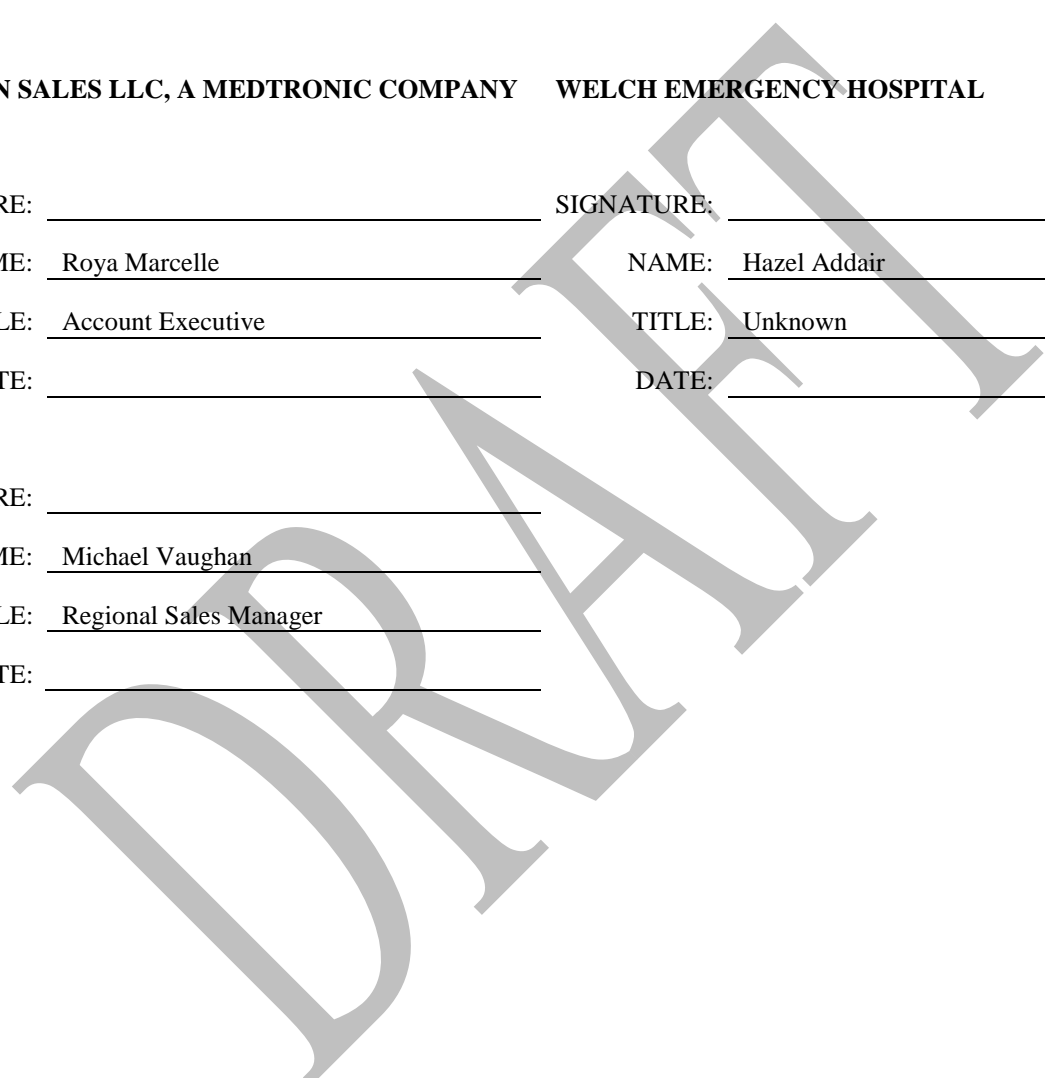 N SALES LLC, A MEDTRONIC COMPANY WELCH EMERGENCY HOSPITAL
RE: SIGNATURE:
ME: Roya Marcelle NAME: Hazel Addair
LE: Account Executive TITLE: Unknown
TE: DATE:
RE:
ME: Michael Vaughan
LE: Regional Sales Manager
TE:
DRAFT